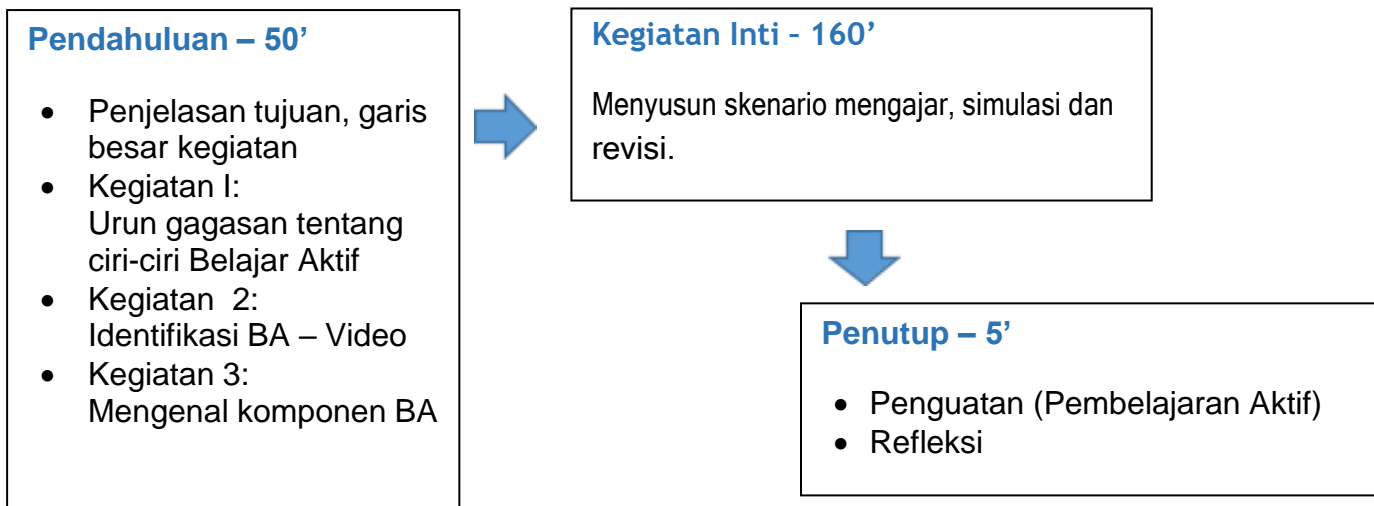 Pendahuluan – 50’
• Penjelasan tujuan, garis
besar kegiatan
• Kegiatan I:
Urun gagasan tentang
ciri-ciri Belajar Aktif
• Kegiatan 2:
Identifikasi BA – Video
• Kegiatan 3:
Mengenal komponen BA
Kegiatan Inti – 160’
Menyusun skenario mengajar, simulasi dan
revisi.
Penutup – 5’
• Penguatan (Pembelajaran Aktif)
• Refleksi